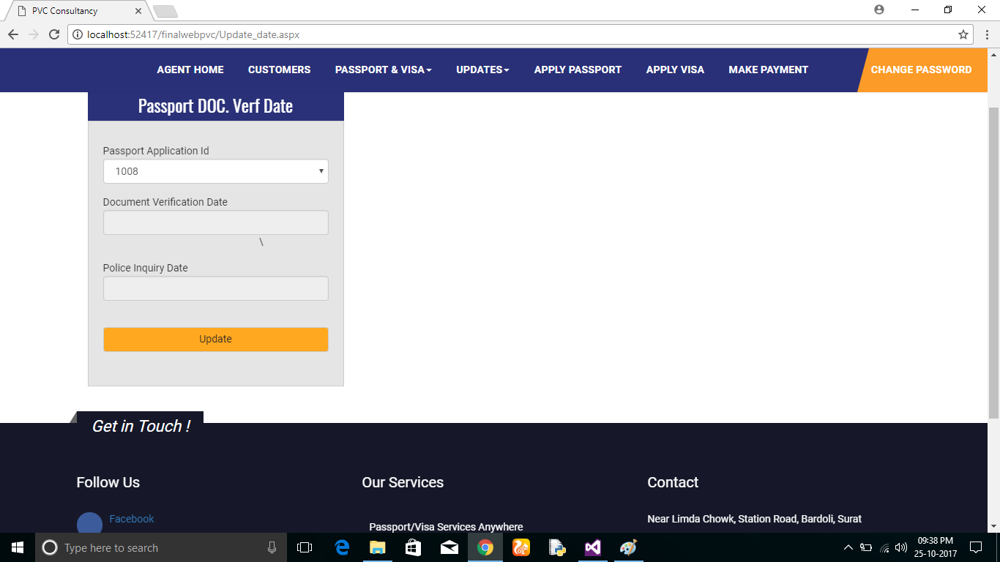 PVC Consultancy
localhost:52417/finalwebpvc/Update_date.aspx
AGENT HOME CUSTOMERS PASSPORT & VISA UPDATES APPLY PASSPORT APPLY VISA MAKE PAYMENT CHANGE PASSWORD
Passport DOC. Verf Date
Passport Application Id
1008
Document Verification Date
\
Police Inquiry Date
Update
Get in Touch !
Follow Us Our Services Contact
Facebook Passport/Visa Services Anywhere Near Limda Chowk, Station Road, Bardoli, Surat
Type here to search
09:38 PM
25-10-2017